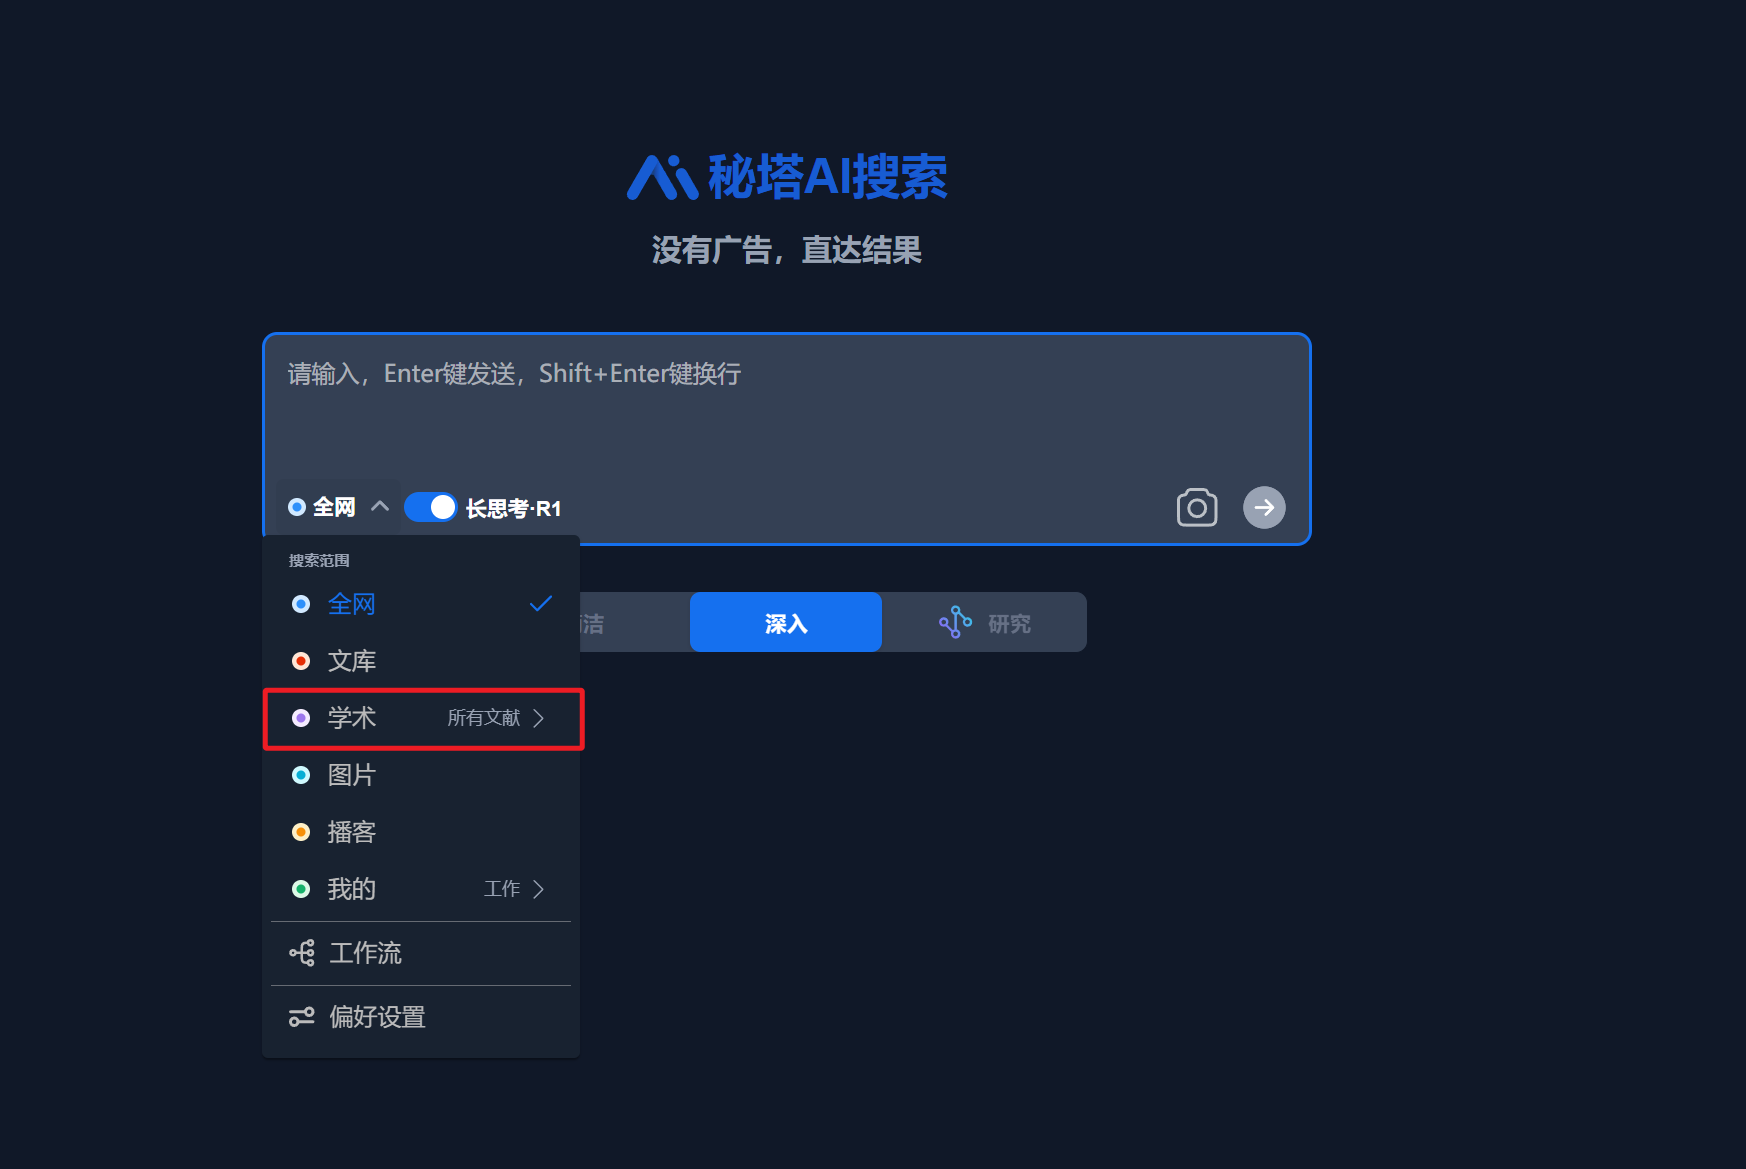 秘塔AI搜索
没有广告，直达结果
请输入，Enter键发送，Shift+Enter键换行
全网
长思考·R1
搜索范围
全网
洁
深入
研究
文库
学术
所有文献
图片
播客
我的
工作
工作流
偏好设置